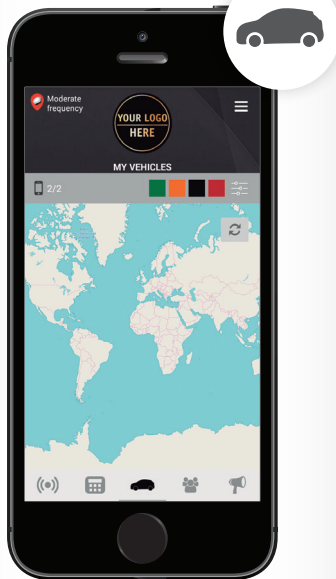 Moderate
frequency
YOUR LOGO
HERE
MY VEHICLES
2/2